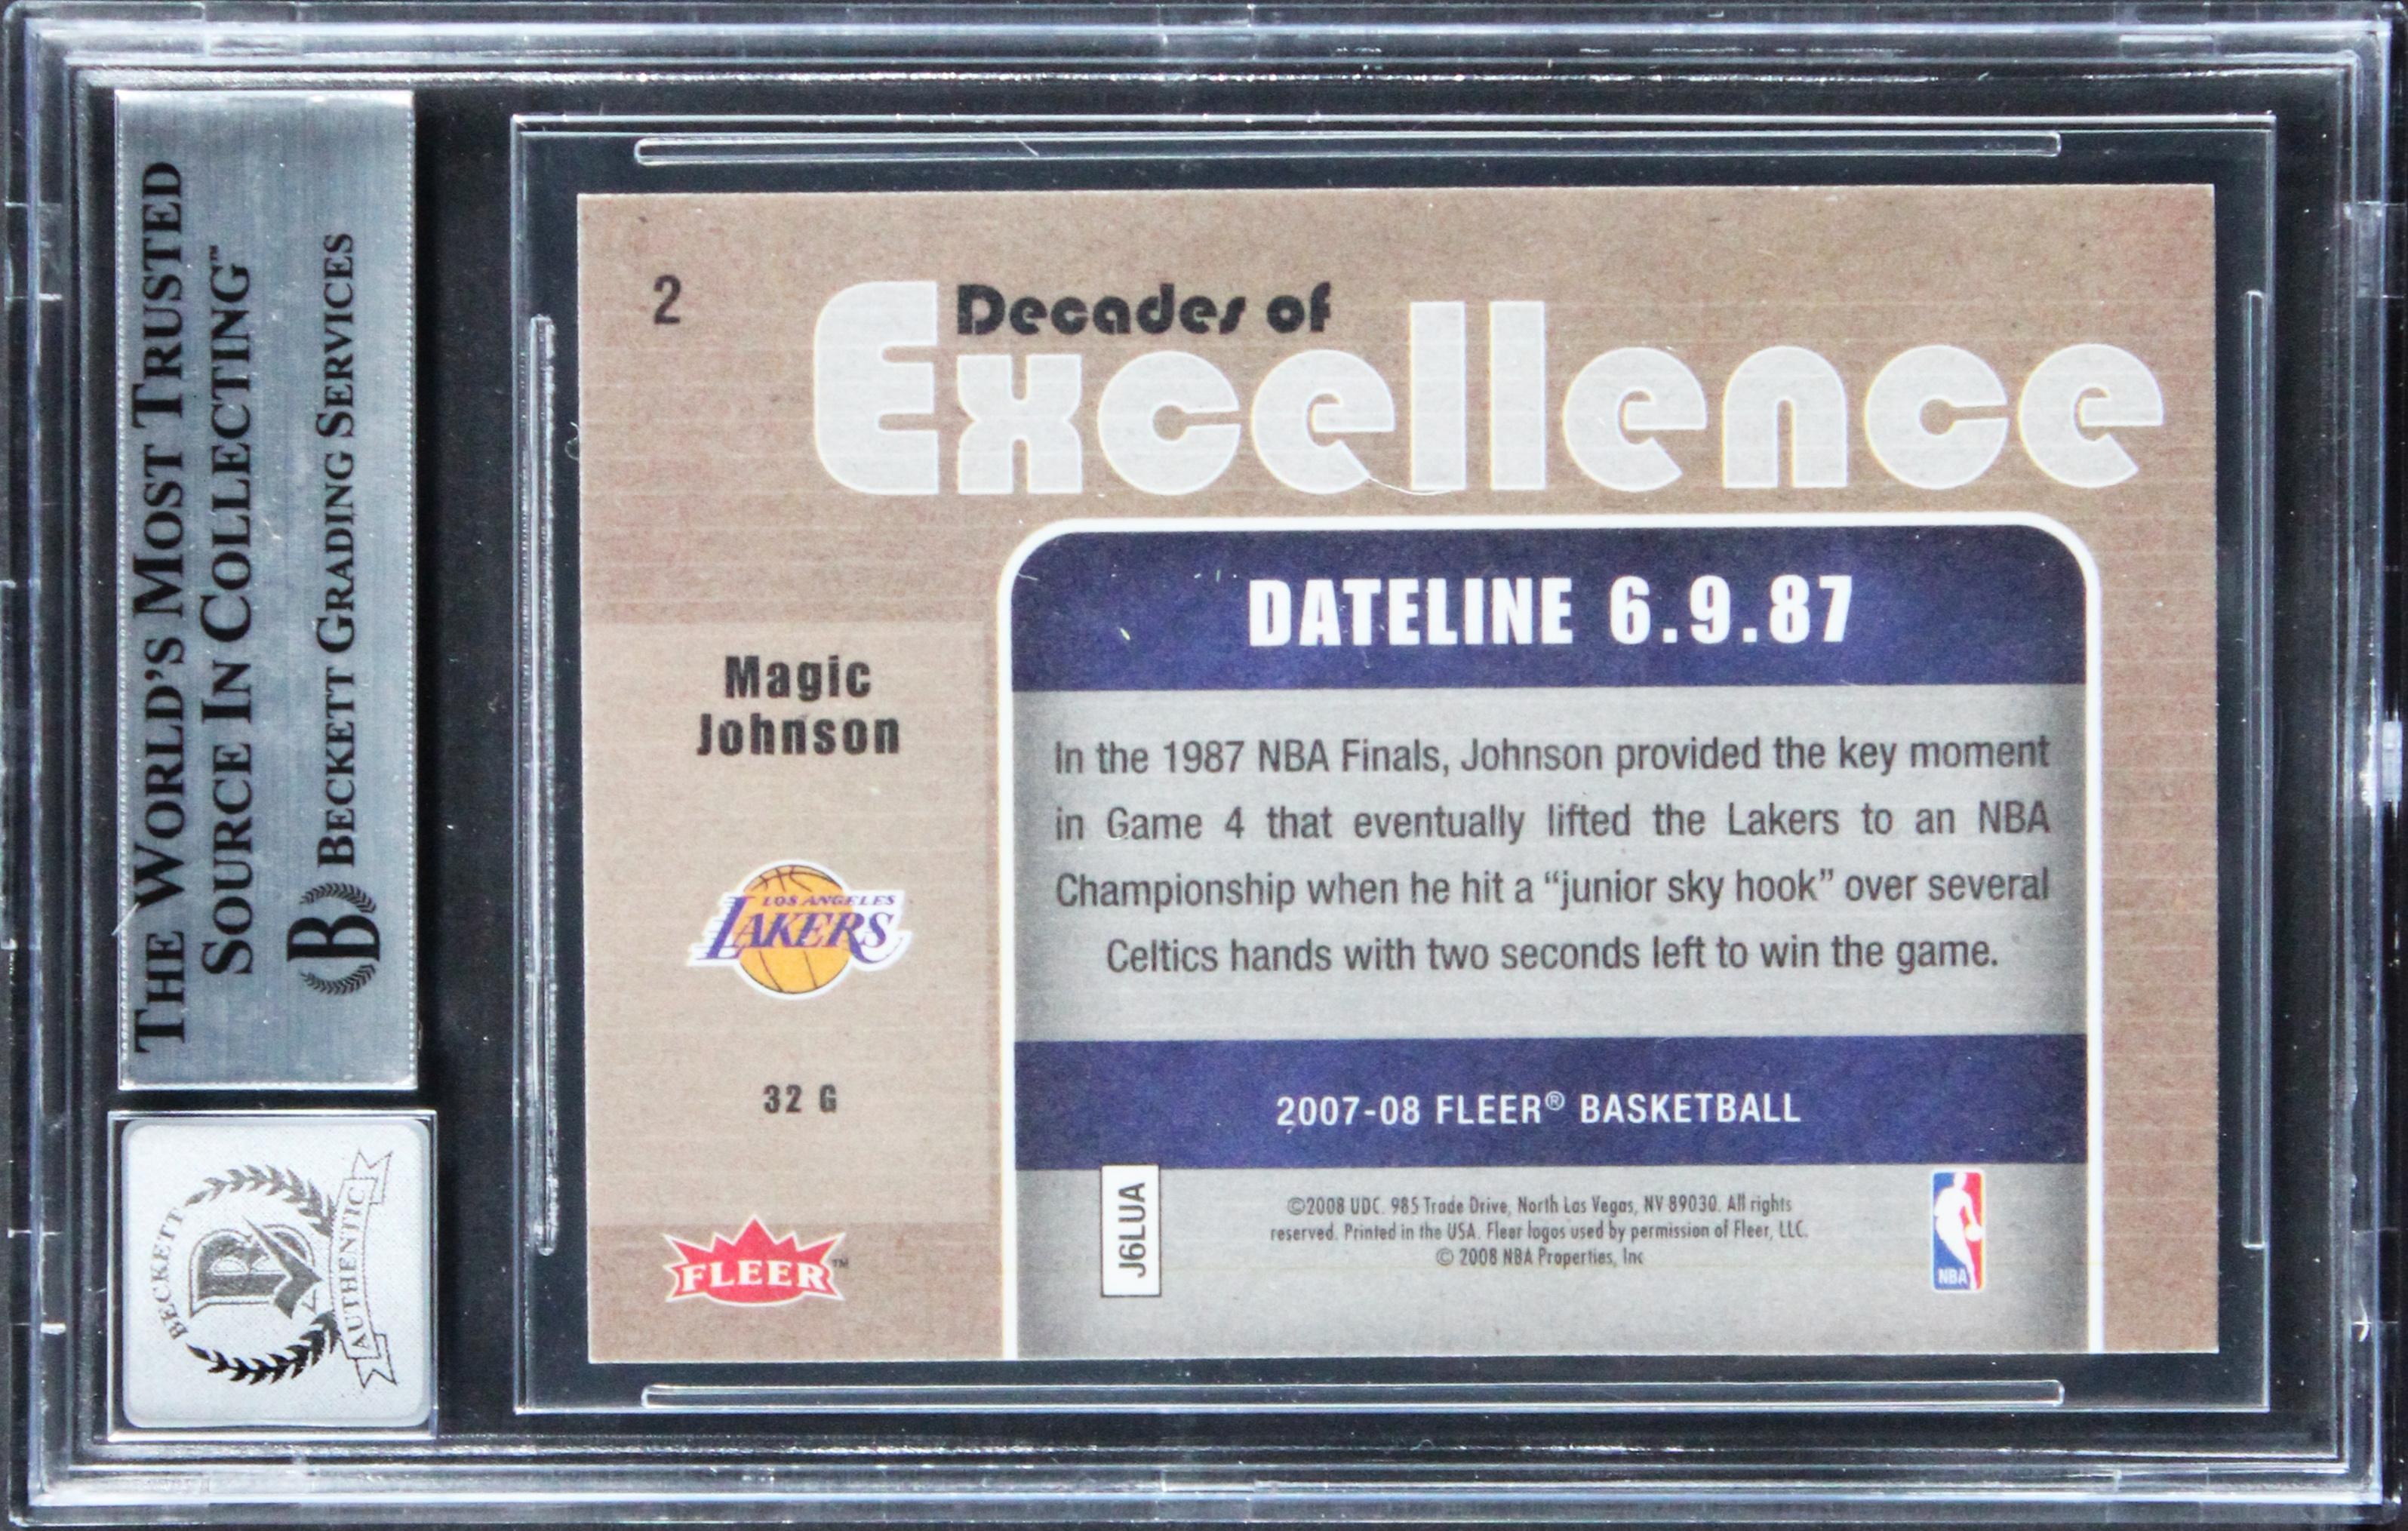 THE WORLD'S MOST TRUSTED
SOURCE IN COLLECTING™
B BECKETT GRADING SERVICES
BECKETT
B
AUTHENTIC
2
Decades of
Excellence
Magic
Johnson
LOS ANGELES
LAKERS
32 G
FLEER™
DATELINE 6.9.87
In the 1987 NBA Finals, Johnson provided the key moment
in Game 4 that eventually lifted the Lakers to an NBA
Championship when he hit a “junior sky hook” over several
Celtics hands with two seconds left to win the game.
2007-08 FLEER® BASKETBALL
J6LUA
©2008 UDC. 985 Trade Drive, North Las Vegas, NV 89030. All rights
reserved. Printed in the USA. Fleer logos used by permission of Fleer, LLC.
© 2008 NBA Properties, Inc
NBA